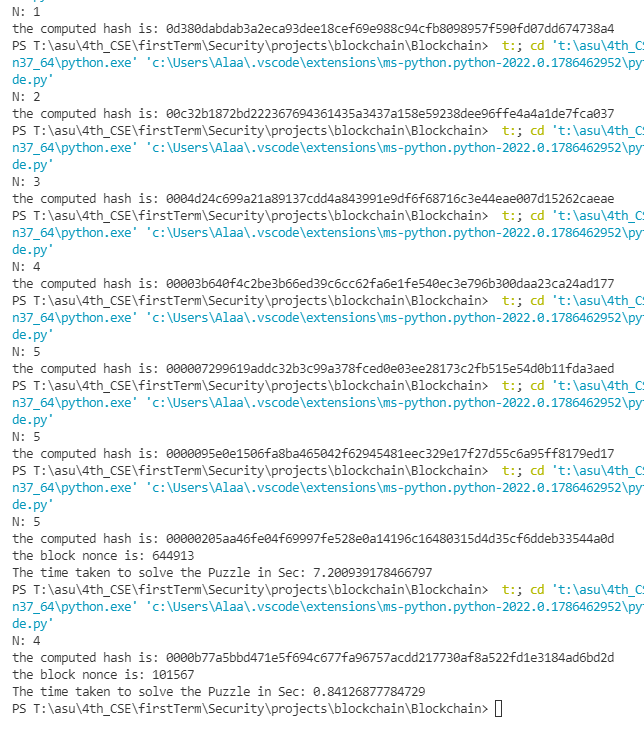 N: 1
the computed hash is: 0d380dabdab3a2eca93dee18cef69e988c94cfb8098957f590fd07dd674738a4
PS T:\asu\4th_CSE\firstTerm\Security\projects\blockchain\Blockchain>  t:; cd 't:\asu\4th_CS
n37_64\python.exe' 'c:\Users\Alaa\.vscode\extensions\ms-python.python-2022.0.1786462952\py
de.py'
N: 2
the computed hash is: 00c32b1872bd222367694361435a3437a158e59238dee96ffe4a4a1de7fca037
PS T:\asu\4th_CSE\firstTerm\Security\projects\blockchain\Blockchain>  t:; cd 't:\asu\4th_CS
n37_64\python.exe' 'c:\Users\Alaa\.vscode\extensions\ms-python.python-2022.0.1786462952\py
de.py'
N: 3
the computed hash is: 0004d24c699a21a89137cdd4a843991e9df6f68716c3e44eae007d15262caeae
PS T:\asu\4th_CSE\firstTerm\Security\projects\blockchain\Blockchain>  t:; cd 't:\asu\4th_CS
n37_64\python.exe' 'c:\Users\Alaa\.vscode\extensions\ms-python.python-2022.0.1786462952\py
de.py'
N: 4
the computed hash is: 00003b640f4c2be3b66ed39c6cc62fa6e1fe540ec3e796b300daa23ca24ad177
PS T:\asu\4th_CSE\firstTerm\Security\projects\blockchain\Blockchain>  t:; cd 't:\asu\4th_CS
n37_64\python.exe' 'c:\Users\Alaa\.vscode\extensions\ms-python.python-2022.0.1786462952\py
de.py'
N: 5
the computed hash is: 000007299619addc32b3c99a378fced0e03ee28173c2fb515e54d0b11fda3aed
PS T:\asu\4th_CSE\firstTerm\Security\projects\blockchain\Blockchain>  t:; cd 't:\asu\4th_CS
n37_64\python.exe' 'c:\Users\Alaa\.vscode\extensions\ms-python.python-2022.0.1786462952\py
de.py'
N: 5
the computed hash is: 0000095e0e1506fa8ba465042f62945481eec329e17f27d55c6a95ff8179ed17
PS T:\asu\4th_CSE\firstTerm\Security\projects\blockchain\Blockchain>  t:; cd 't:\asu\4th_CS
n37_64\python.exe' 'c:\Users\Alaa\.vscode\extensions\ms-python.python-2022.0.1786462952\py
de.py'
N: 5
the computed hash is: 00000205aa46fe04f69997fe528e0a14196c16480315d4d35cf6ddeb33544a0d
the block nonce is: 644913
The time taken to solve the Puzzle in Sec: 7.200939178466797
PS T:\asu\4th_CSE\firstTerm\Security\projects\blockchain\Blockchain>  t:; cd 't:\asu\4th_CS
n37_64\python.exe' 'c:\Users\Alaa\.vscode\extensions\ms-python.python-2022.0.1786462952\py
de.py'
N: 4
the computed hash is: 0000b77a5bbd471e5f694c677fa96757acdd217730af8a522fd1e3184ad6bd2d
the block nonce is: 101567
The time taken to solve the Puzzle in Sec: 0.84126877784729
PS T:\asu\4th_CSE\firstTerm\Security\projects\blockchain\Blockchain>